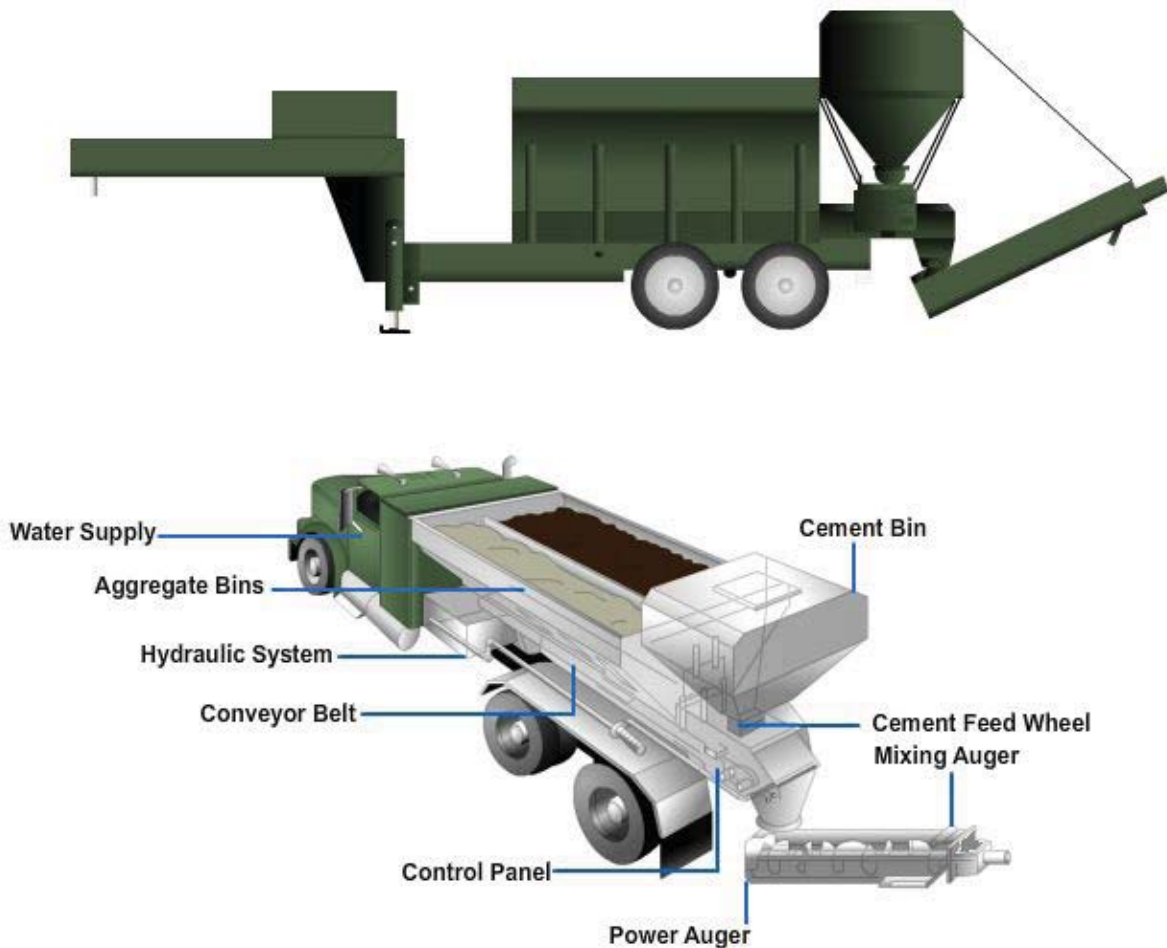 Water Supply
Cement Bin
Aggregate Bins
Hydraulic System
Conveyor Belt
Cement Feed Wheel
Mixing Auger
Control Panel
Power Auger